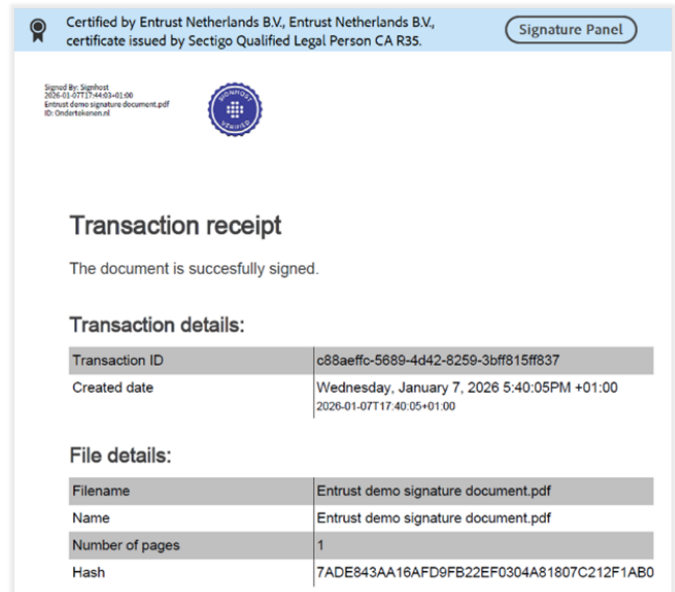 Certified by Entrust Netherlands B.V., Entrust Netherlands B.V.,
certificate issued by Sectigo Qualified Legal Person CA R35.
Signature Panel
Signed By: Signhost
2026-01-07T17:44:03+01:00
Entrust demo signature document.pdf
ID: Ondertekenen.nl
SIGNHOST
VERIFIED
Transaction receipt
The document is succesfully signed.
Transaction details:
Transaction ID c88aeffc-5689-4d42-8259-3bff815ff837
Created date Wednesday, January 7, 2026 5:40:05PM +01:00
2026-01-07T17:40:05+01:00
File details:
Filename Entrust demo signature document.pdf
Name Entrust demo signature document.pdf
Number of pages 1
Hash 7ADE843AA16AFD9FB22EF0304A81807C212F1AB0